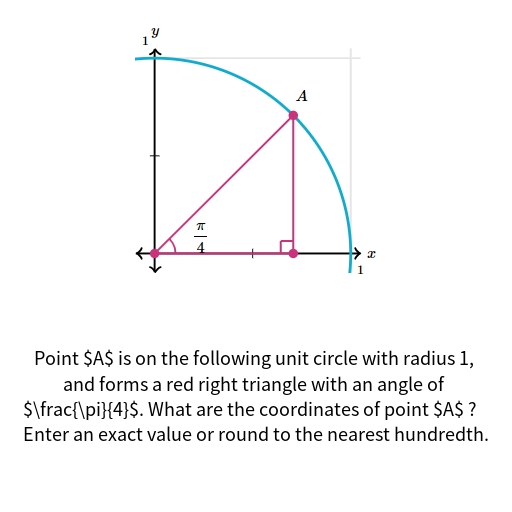 y
1
A
π
4
x
1
Point $A$ is on the following unit circle with radius 1,
and forms a red right triangle with an angle of
$\frac{\pi}{4}$. What are the coordinates of point $A$ ?
Enter an exact value or round to the nearest hundredth.